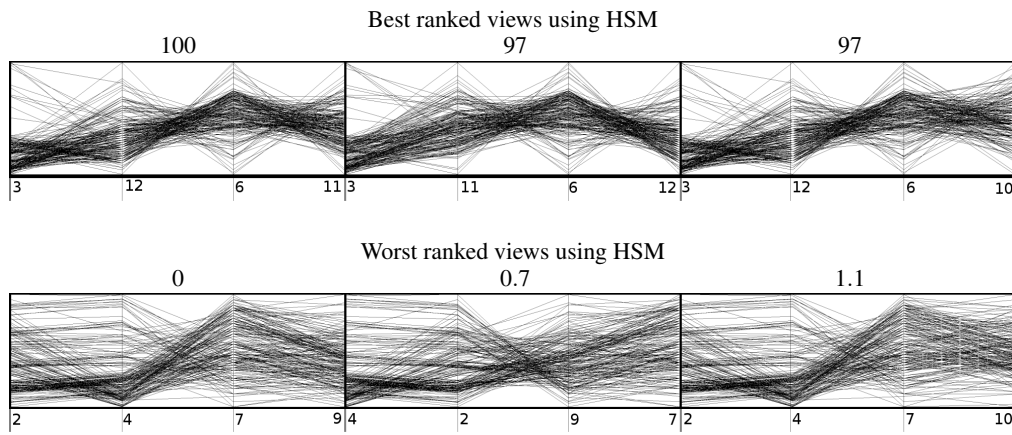 Best ranked views using HSM
100 97 97
3 12 6 11 3 11 6 12 3 12 6 10
Worst ranked views using HSM
0 0.7 1.1
2 4 7 9 4 2 9 7 2 4 7 10